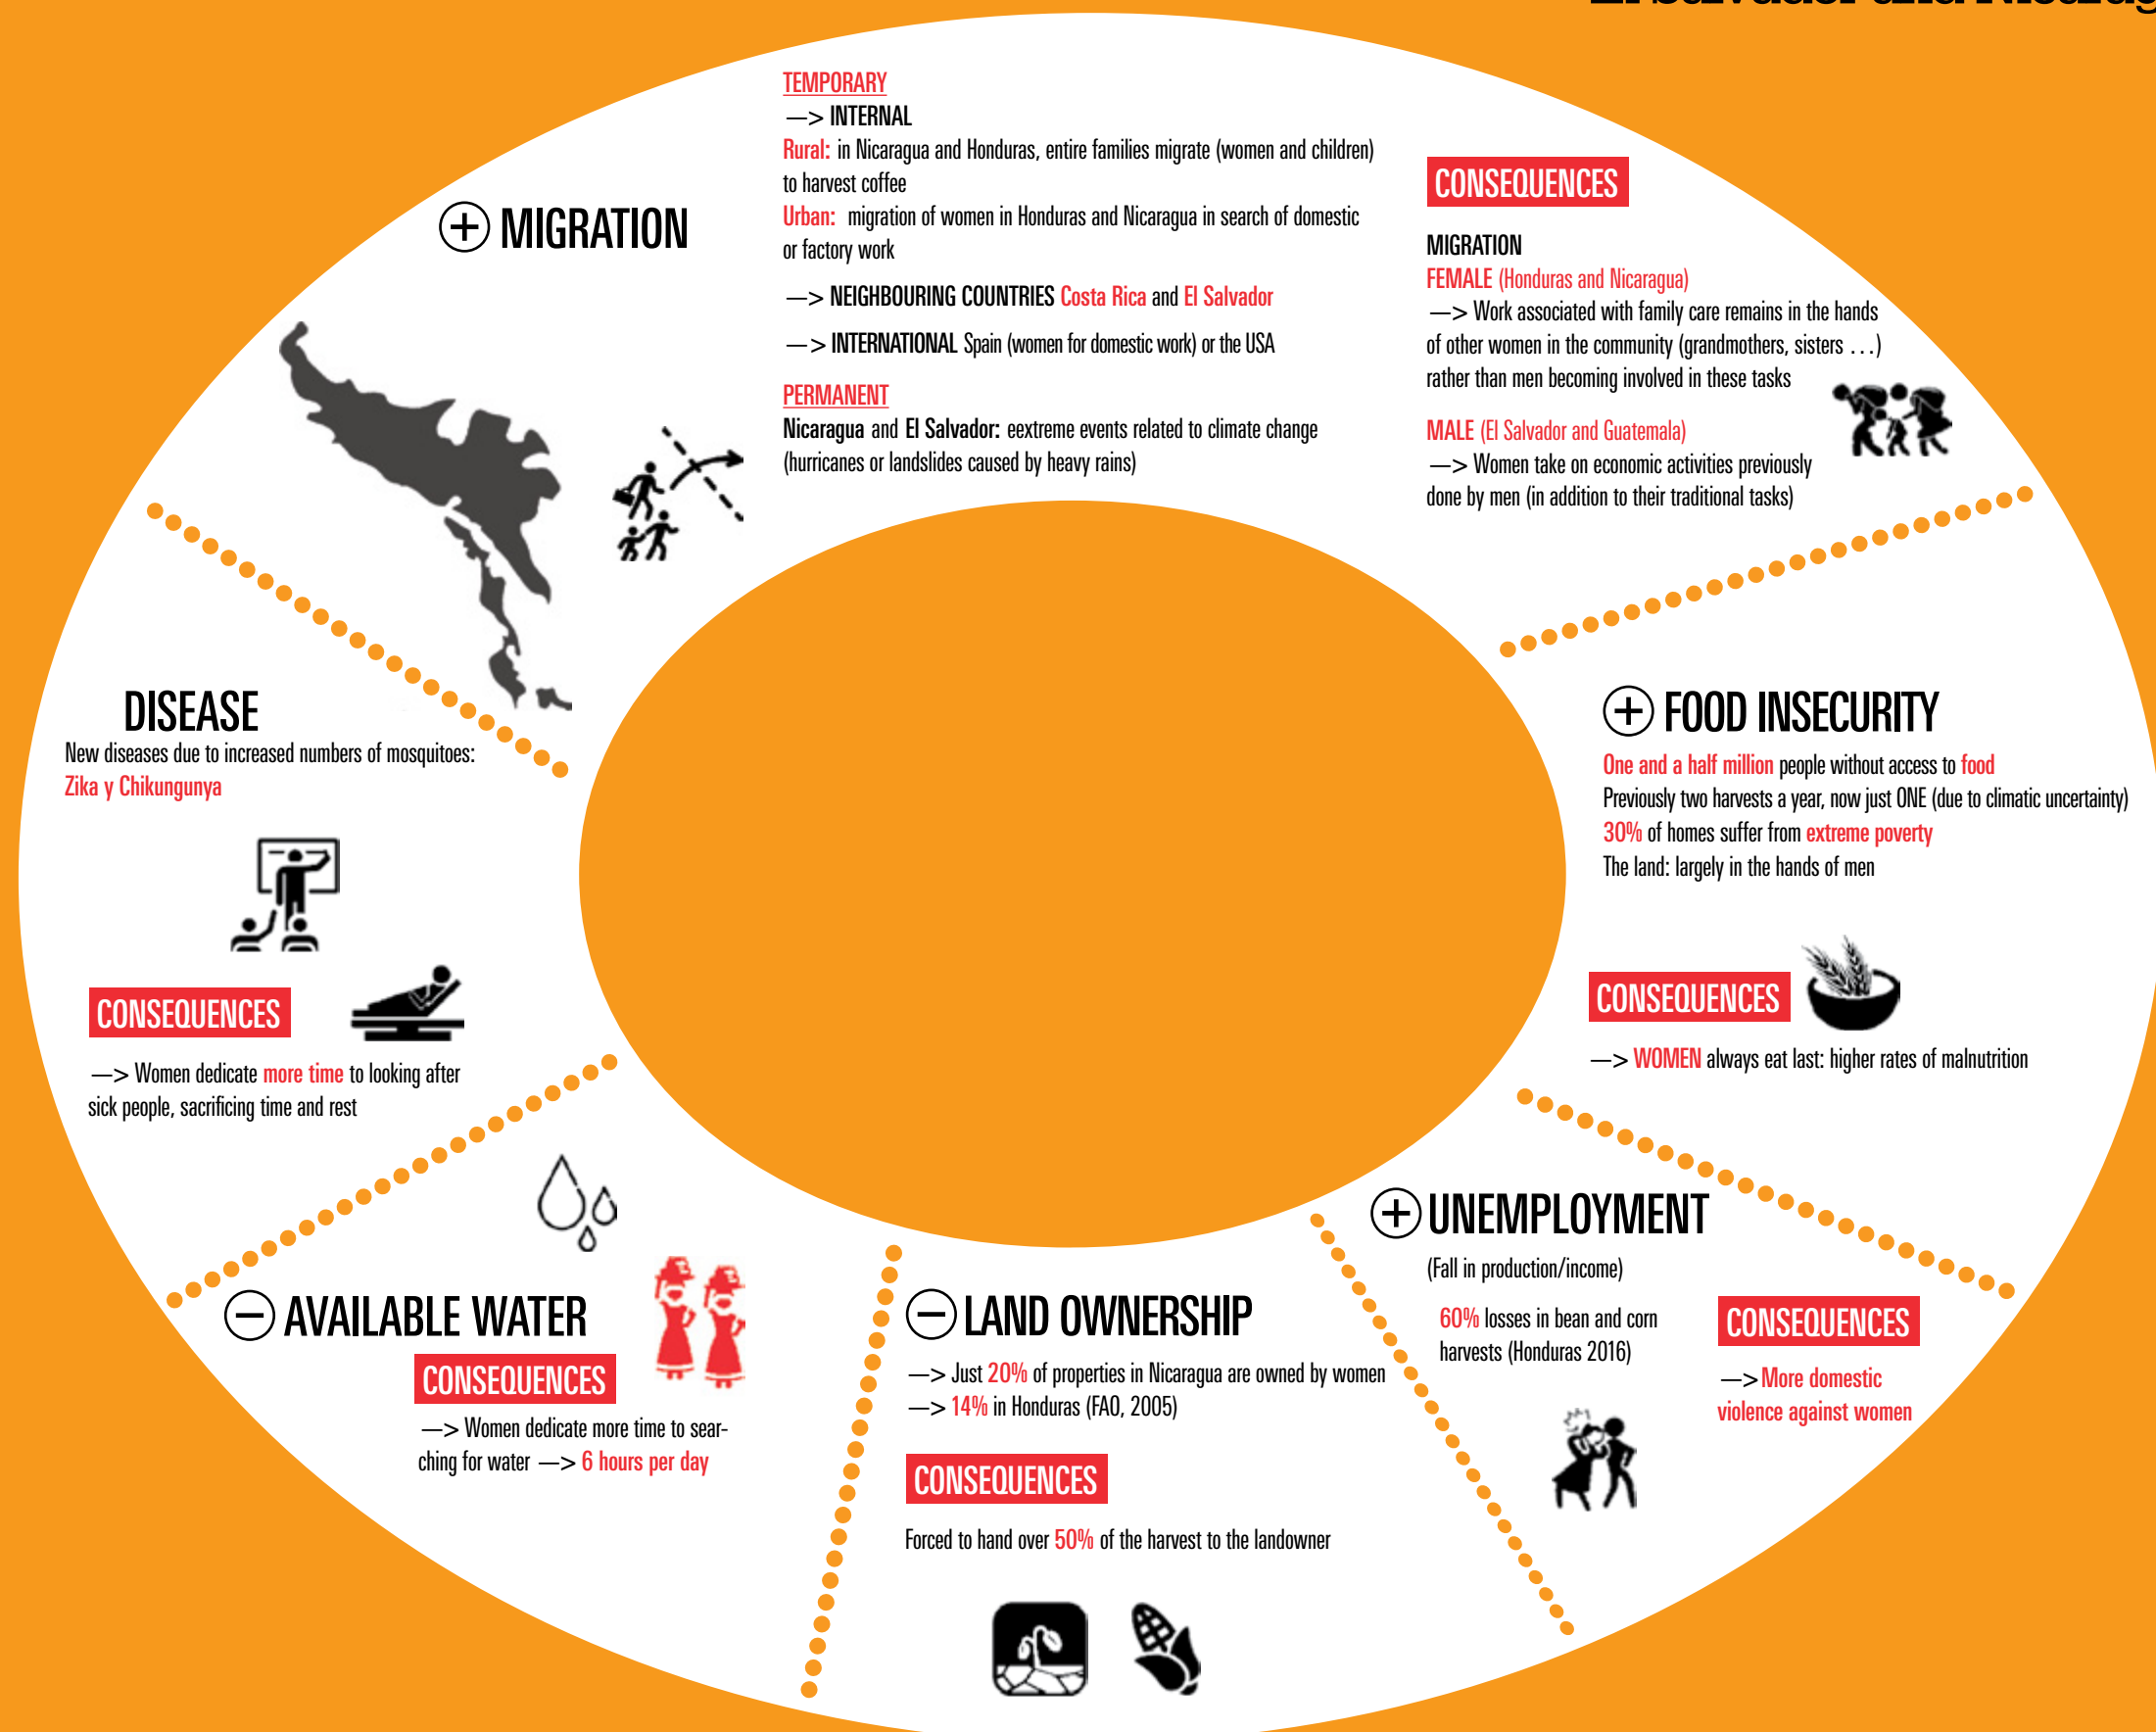 TEMPORARY
—> INTERNAL
Rural: in Nicaragua and Honduras, entire families migrate (women and children)
to harvest coffee
Urban: migration of women in Honduras and Nicaragua in search of domestic
or factory work
—> NEIGHBOURING COUNTRIES Costa Rica and El Salvador
—> INTERNATIONAL Spain (women for domestic work) or the USA
PERMANENT
Nicaragua and El Salvador: eextreme events related to climate change
(hurricanes or landslides caused by heavy rains)
+ MIGRATION
CONSEQUENCES
MIGRATION
FEMALE (Honduras and Nicaragua)
—> Work associated with family care remains in the hands
of other women in the community (grandmothers, sisters ...)
rather than men becoming involved in these tasks
MALE (El Salvador and Guatemala)
—> Women take on economic activities previously
done by men (in addition to their traditional tasks)
+ FOOD INSECURITY
One and a half million people without access to food
Previously two harvests a year, now just ONE (due to climatic uncertainty)
30% of homes suffer from extreme poverty
The land: largely in the hands of men
CONSEQUENCES
—> WOMEN always eat last: higher rates of malnutrition
+ UNEMPLOYMENT
(Fall in production/income)
60% losses in bean and corn
harvests (Honduras 2016)
CONSEQUENCES
—> More domestic
violence against women
− LAND OWNERSHIP
—> Just 20% of properties in Nicaragua are owned by women
—> 14% in Honduras (FAO, 2005)
CONSEQUENCES
Forced to hand over 50% of the harvest to the landowner
− AVAILABLE WATER
CONSEQUENCES
—> Women dedicate more time to sear-
ching for water —> 6 hours per day
DISEASE
New diseases due to increased numbers of mosquitoes:
Zika y Chikungunya
CONSEQUENCES
—> Women dedicate more time to looking after
sick people, sacrificing time and rest